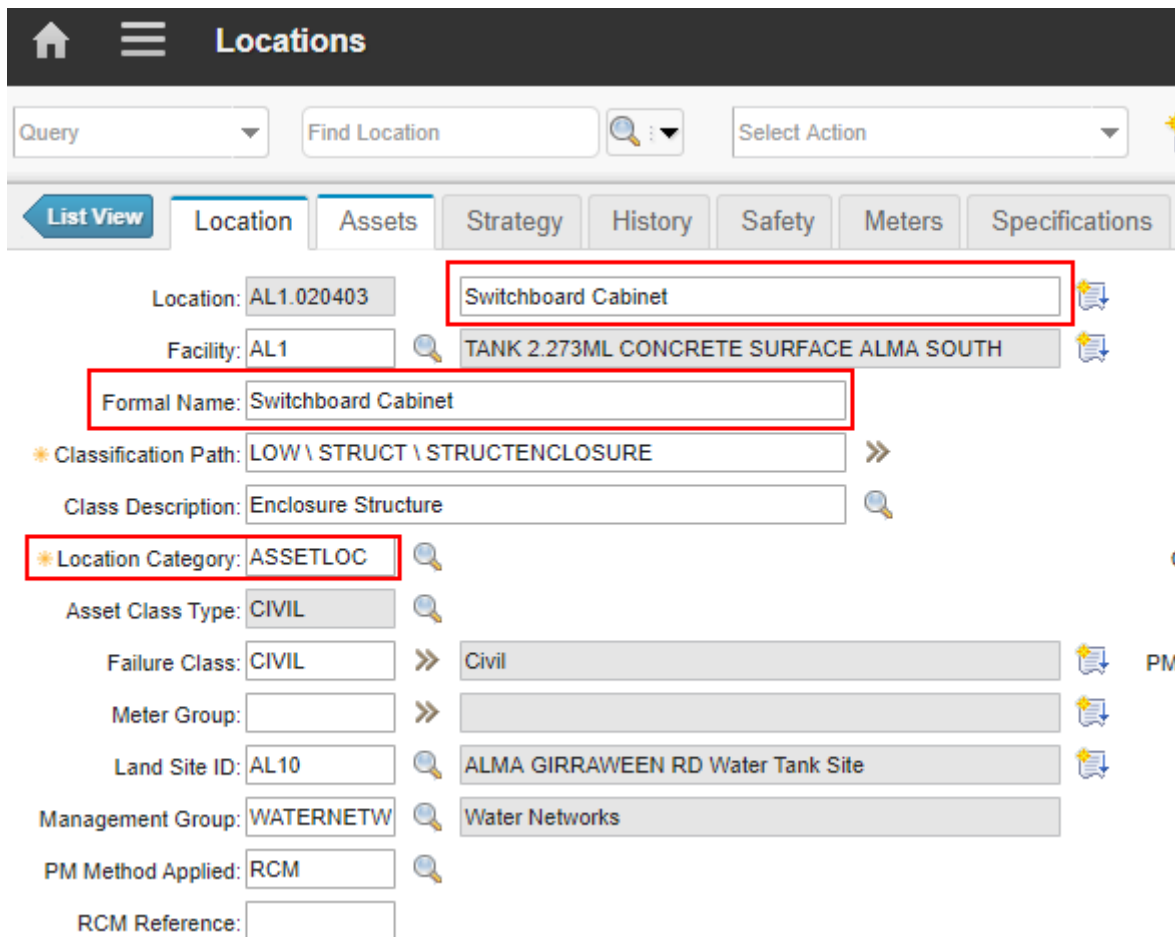 Locations
Query Find Location Select Action
List View Location Assets Strategy History Safety Meters Specifications
Location: AL1.020403 Switchboard Cabinet
Facility: AL1 TANK 2.273ML CONCRETE SURFACE ALMA SOUTH
Formal Name: Switchboard Cabinet
Classification Path: LOW \ STRUCT \ STRUCTENCLOSURE
Class Description: Enclosure Structure
Location Category: ASSETLOC
Asset Class Type: CIVIL
Failure Class: CIVIL Civil PM
Meter Group:
Land Site ID: AL10 ALMA GIRRAWEEN RD Water Tank Site
Management Group: WATERNETW Water Networks
PM Method Applied: RCM
RCM Reference: